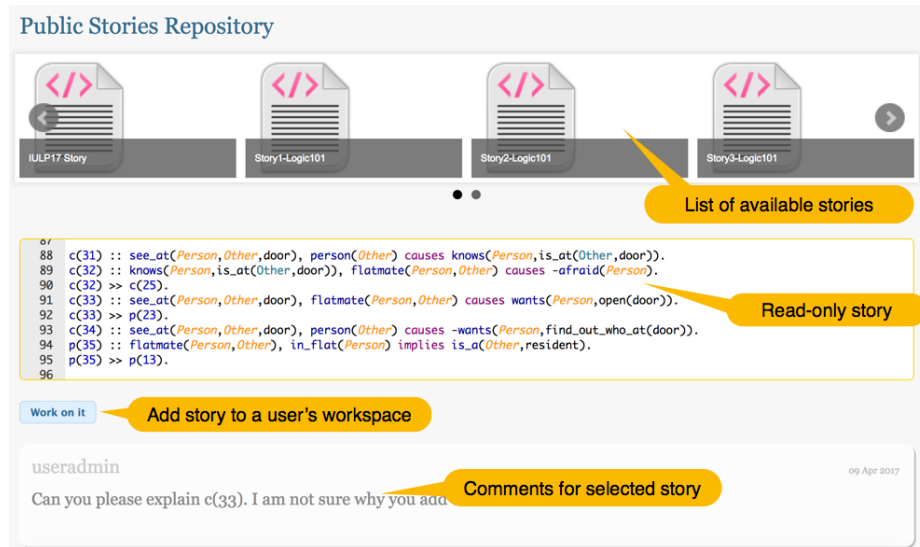 Public Stories Repository
</>
</>
</>
</>
IULP17 Story
Story1-Logic101
Story2-Logic101
Story3-Logic101
List of available stories
87
88 c(31) :: see_at(Person,Other,door), person(Other) causes knows(Person,is_at(Other,door)).
89 c(32) :: knows(Person,is_at(Other,door)), flatmate(Person,Other) causes -afraid(Person).
90 c(32) >> c(25).
91 c(33) :: see_at(Person,Other,door), flatmate(Person,Other) causes wants(Person,open(door)).
92 c(33) >> p(23).
93 c(34) :: see_at(Person,Other,door), person(Other) causes -wants(Person,find_out_who_at(door)).
94 p(35) :: flatmate(Person,Other), in_flat(Person) implies is_a(Other,resident).
95 p(35) >> p(13).
96
Read-only story
Work on it
Add story to a user's workspace
useradmin
09 Apr 2017
Can you please explain c(33). I am not sure why you add
Comments for selected story